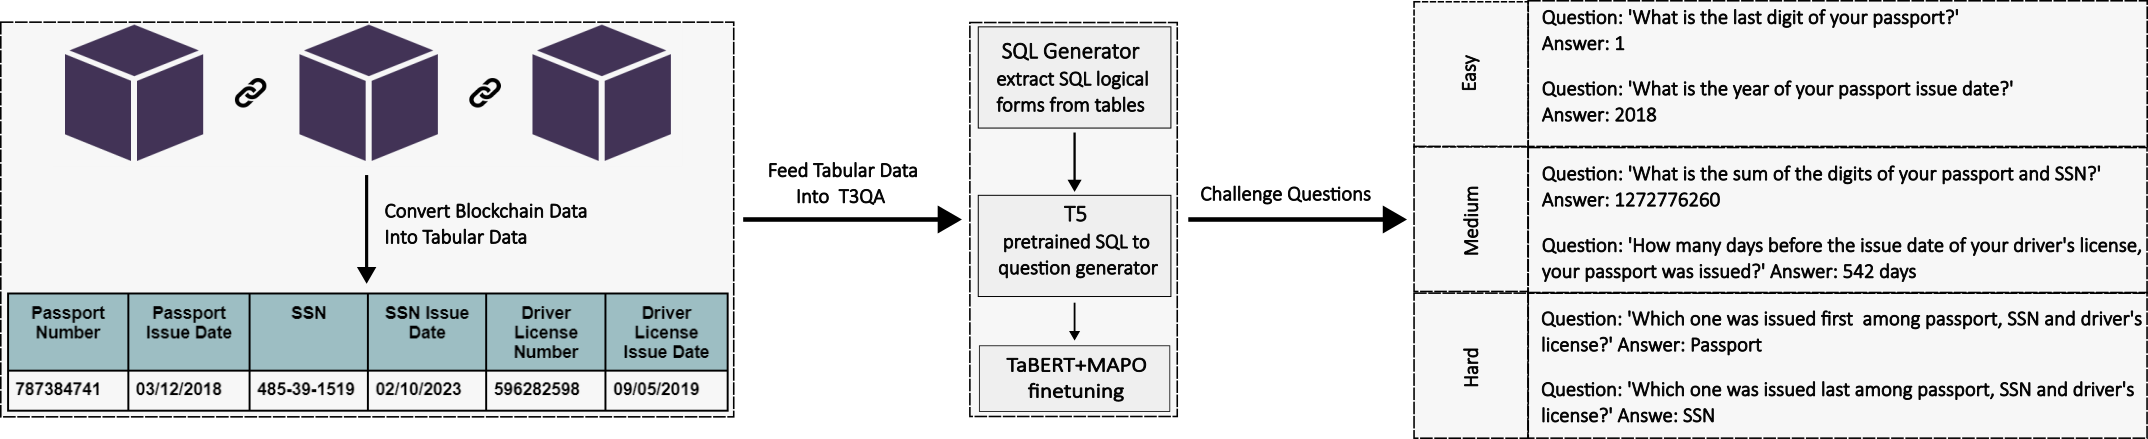 Convert Blockchain Data
Into Tabular Data
Passport Number
Passport Issue Date
SSN
SSN Issue Date
Driver License Number
Driver License Issue Date
787384741
03/12/2018
485-39-1519
02/10/2023
596282598
09/05/2019
Feed Tabular Data
Into T3QA
SQL Generator
extract SQL logical
forms from tables
T5
pretrained SQL to
question generator
TaBERT+MAPO
finetuning
Challenge Questions
Easy
Question: 'What is the last digit of your passport?'
Answer: 1
Question: 'What is the year of your passport issue date?'
Answer: 2018
Medium
Question: 'What is the sum of the digits of your passport and SSN?'
Answer: 1272776260
Question: 'How many days before the issue date of your driver's license,
your passport was issued?' Answer: 542 days
Hard
Question: 'Which one was issued first among passport, SSN and driver's
license?' Answer: Passport
Question: 'Which one was issued last among passport, SSN and driver's
license?' Answe: SSN